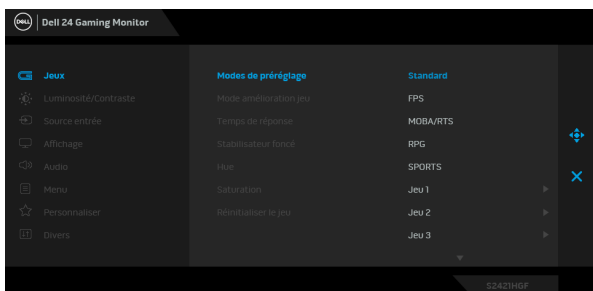 DELL Dell 24 Gaming Monitor
Jeux Modes de préréglage Standard
Luminosité/Contraste Mode amélioration jeu FPS
Source entrée Temps de réponse MOBA/RTS
Affichage Stabilisateur foncé RPG
Audio Hue SPORTS
Menu Saturation Jeu 1
Personnaliser Réinitialiser le jeu Jeu 2
Divers Jeu 3
S2421HGF